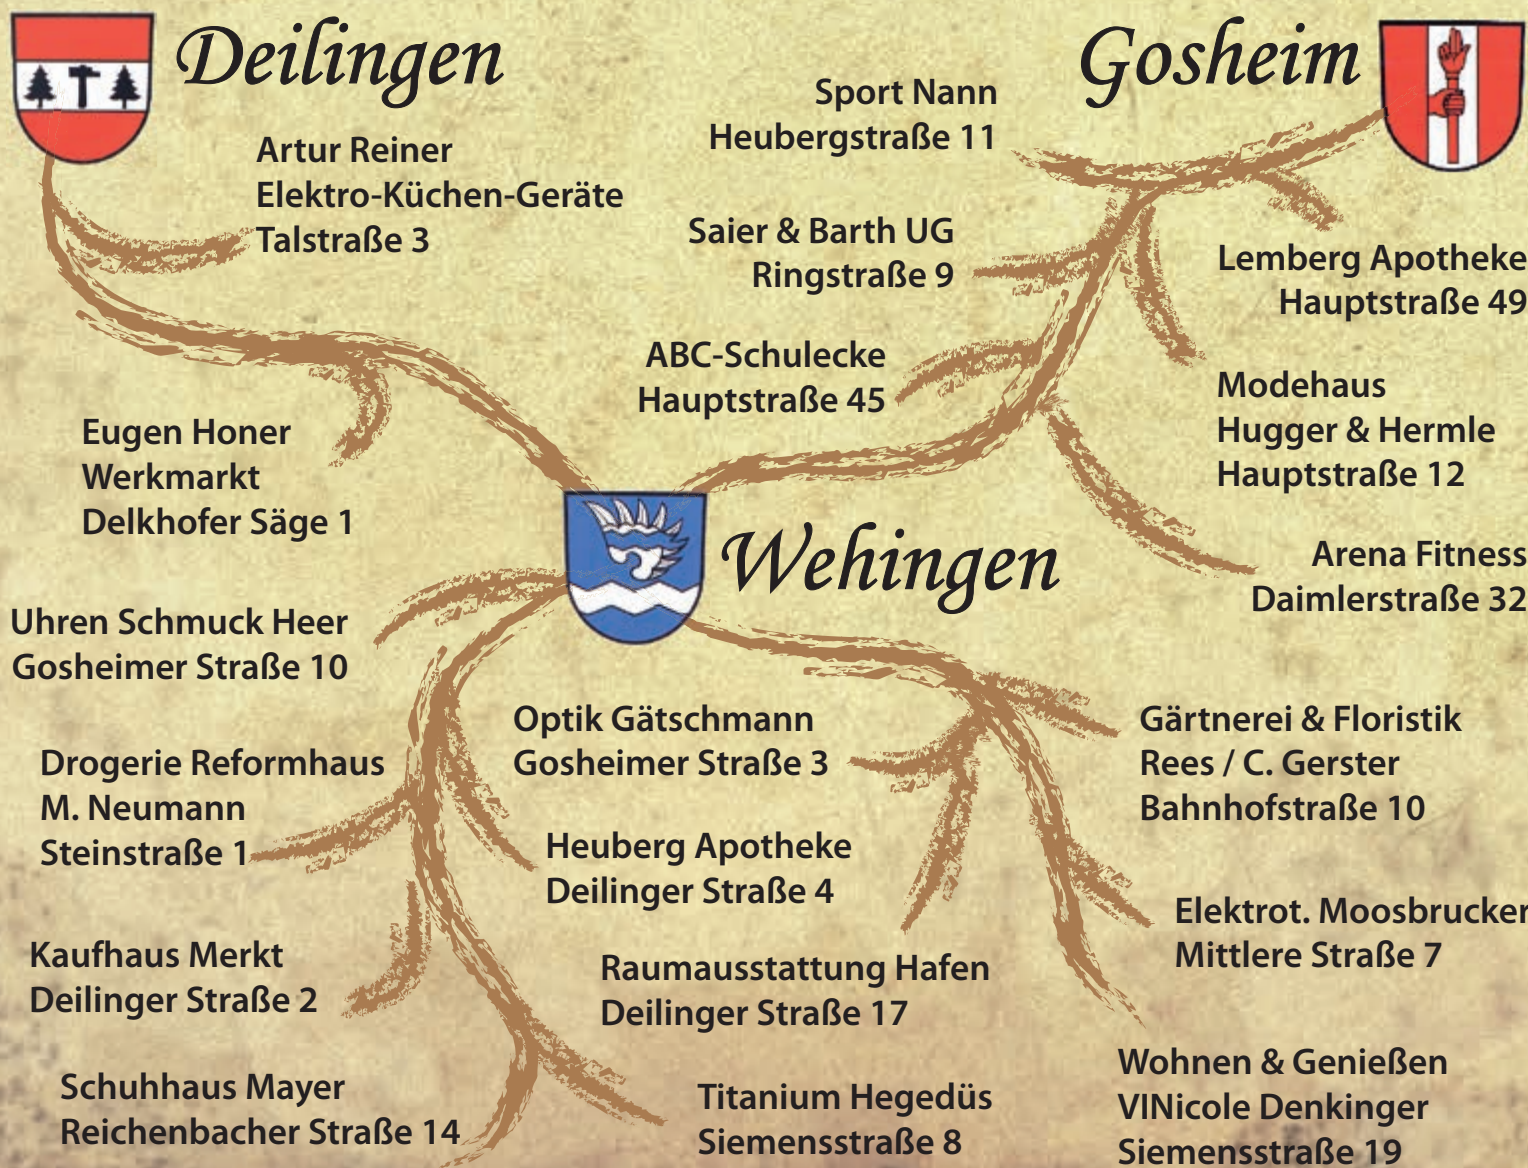 Deilingen
Gosheim
Artur Reiner
Elektro-Küchen-Geräte
Talstraße 3
Sport Nann
Heubergstraße 11
Saier & Barth UG
Ringstraße 9
Lemberg Apotheke
Hauptstraße 49
ABC-Schulecke
Hauptstraße 45
Modehaus
Hugger & Hermle
Hauptstraße 12
Eugen Honer
Werkmarkt
Delkhofer Säge 1
Arena Fitness
Daimlerstraße 32
Wehingen
Uhren Schmuck Heer
Gosheimer Straße 10
Optik Gätschmann
Gosheimer Straße 3
Gärtnerei & Floristik
Rees / C. Gerster
Bahnhofstraße 10
Drogerie Reformhaus
M. Neumann
Steinstraße 1
Heuberg Apotheke
Deilinger Straße 4
Elektrot. Moosbrucker
Mittlere Straße 7
Kaufhaus Merkt
Deilinger Straße 2
Raumausstattung Hafen
Deilinger Straße 17
Schuhhaus Mayer
Reichenbacher Straße 14
Titanium Hegedüs
Siemensstraße 8
Wohnen & Genießen
VINicole Denkinger
Siemensstraße 19